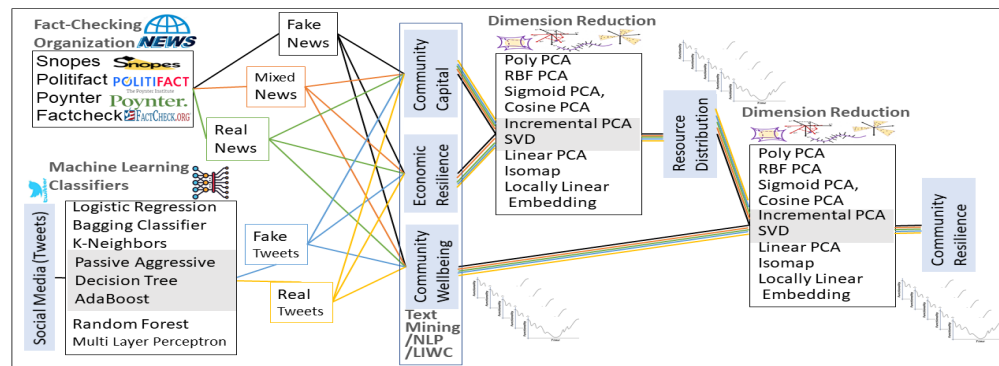 Fact-Checking
Organization
NEWS
Snopes
Snopes
Politifact
POLITIFACT
The Poynter Institute
Poynter
Poynter.
Factcheck
FACTCHECK.ORG
Fake
News
Mixed
News
Real
News
Machine Learning
Classifiers
Social Media (Tweets)
Logistic Regression
Bagging Classifier
K-Neighbors
Passive Aggressive
Decision Tree
AdaBoost
Random Forest
Multi Layer Perceptron
Fake
Tweets
Real
Tweets
Community
Capital
Economic
Resilience
Community
Wellbeing
Text
Mining
/NLP
/LIWC
Dimension Reduction
Poly PCA
RBF PCA
Sigmoid PCA,
Cosine PCA
Incremental PCA
SVD
Linear PCA
Isomap
Locally Linear
Embedding
Resource
Distribution
Dimension Reduction
Poly PCA
RBF PCA
Sigmoid PCA,
Cosine PCA
Incremental PCA
SVD
Linear PCA
Isomap
Locally Linear
Embedding
Community
Resilience